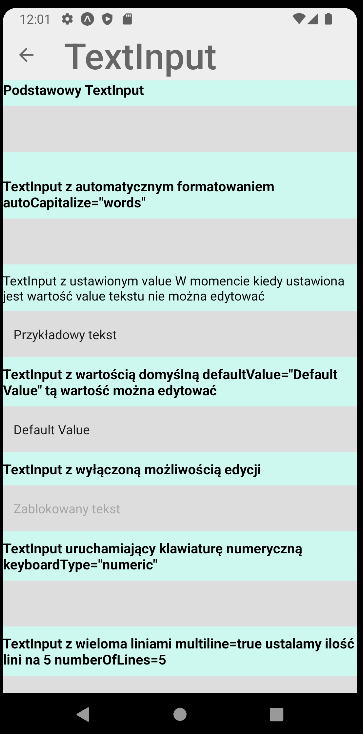 12:01
TextInput
Podstawowy TextInput
TextInput z automatycznym formatowaniem
autoCapitalize="words"
TextInput z ustawionym value W momencie kiedy ustawiona
jest wartość value tekstu nie można edytować
Przykładowy tekst
TextInput z wartością domyślną defaultValue="Default
Value" tą wartość można edytować
Default Value
TextInput z wyłączoną możliwością edycji
Zablokowany tekst
TextInput uruchamiający klawiaturę numeryczną
keyboardType="numeric"
TextInput z wieloma liniami multiline=true ustalamy ilość
lini na 5 numberOfLines=5